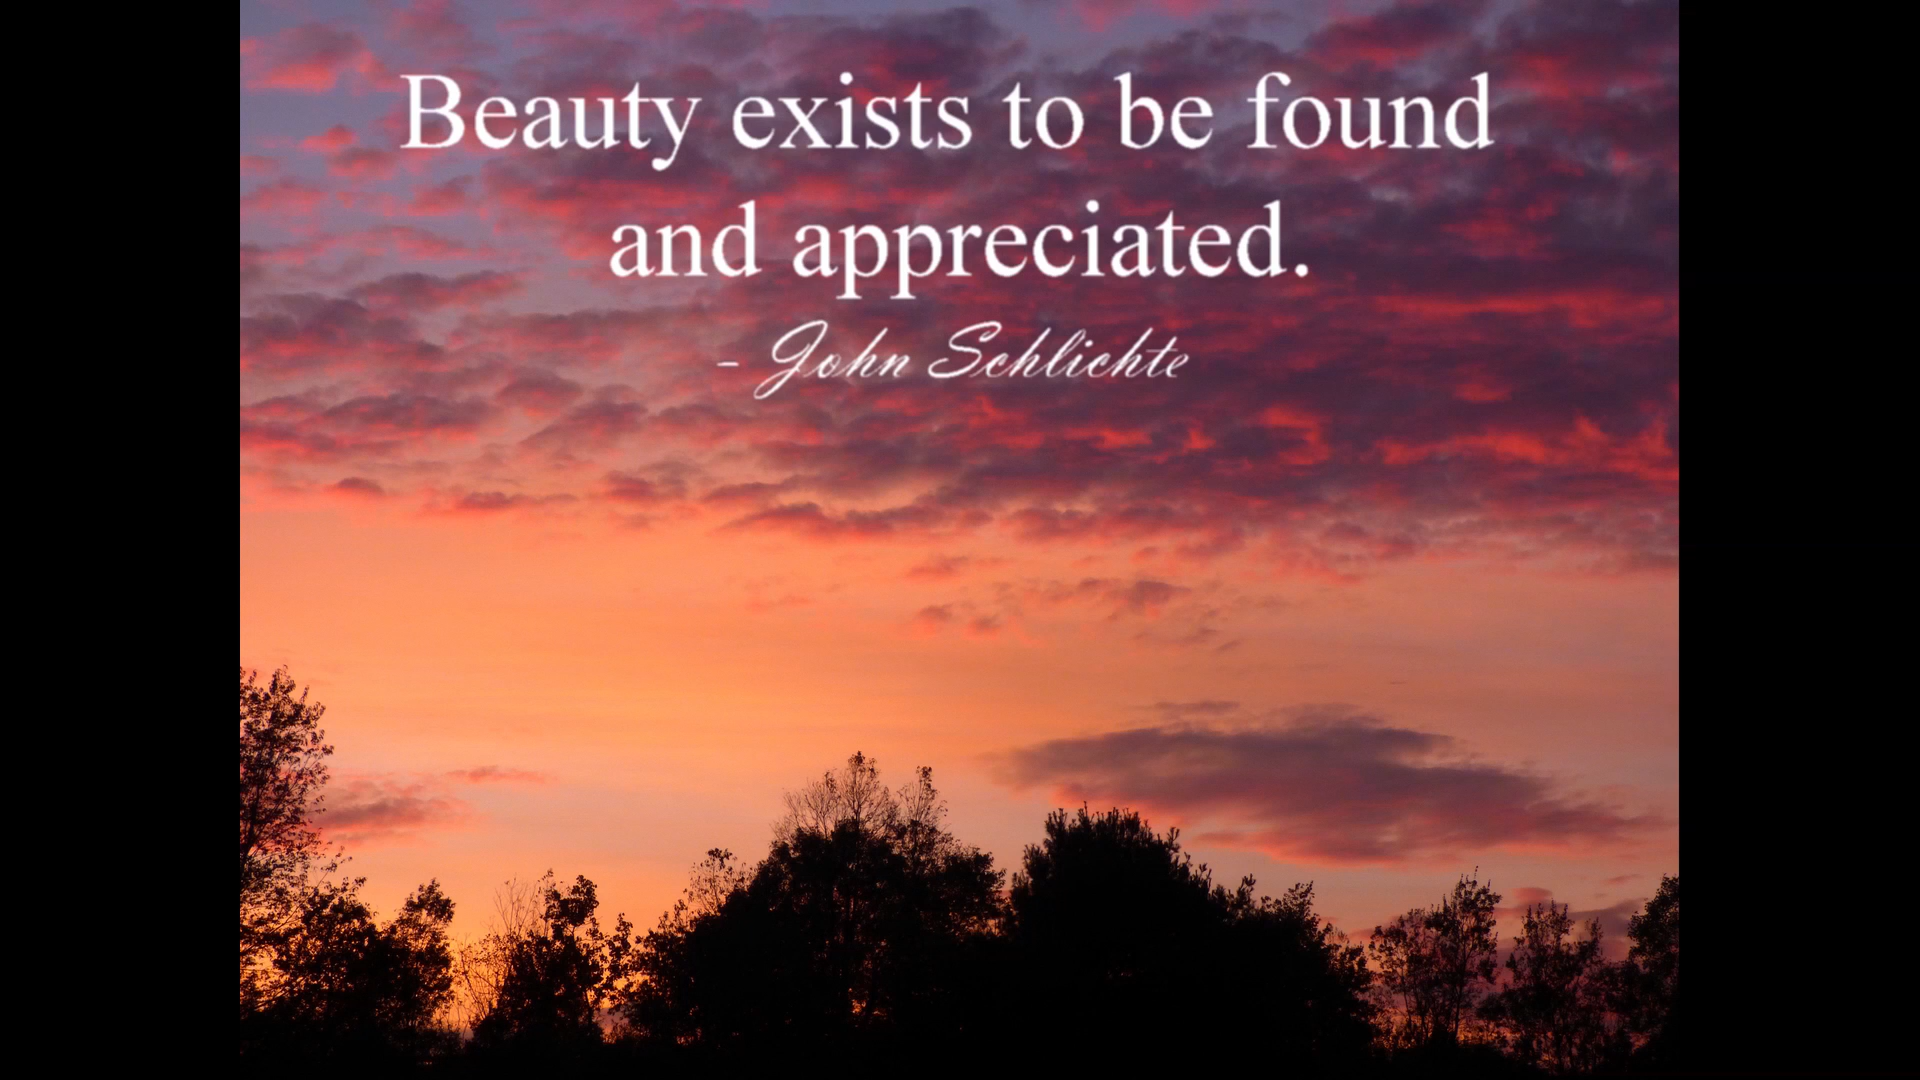 Beauty exists to be found
and appreciated.
- John Schlichte